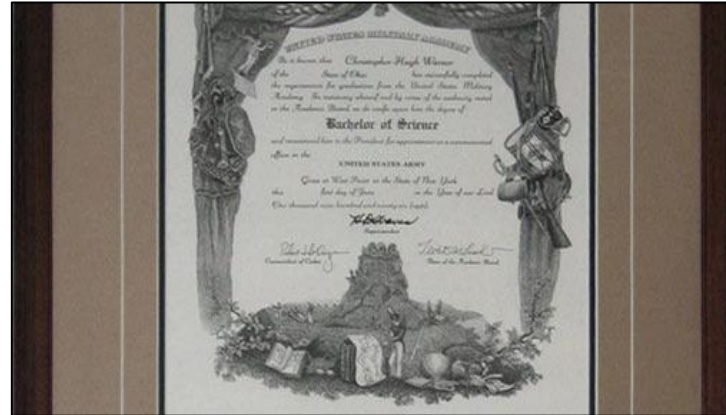 UNITED STATES MILITARY ACADEMY
Be it known that Christopher Hugh Warner
of the State of Ohio has successfully completed
the requirements for graduation from the United States Military
Academy. In testimony whereof and by virtue of the authority vested
in the Academic Board, we do confer upon him the degree of
Bachelor of Science
and recommend him to the President for appointment as a commissioned
officer in the
UNITED STATES ARMY
Given at West Point in the State of New York
this first day of June in the Year of our Lord
One thousand nine hundred and ninety
Superintendent
Commandant of Cadets
Dean of the Academic Board